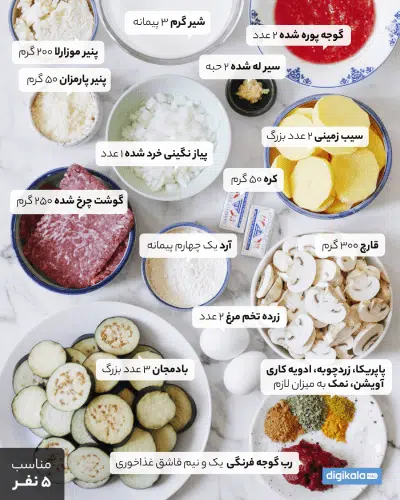 شیر گرم ۳ پیمانه
گوجه پوره شده ۲ عدد
پنیر موزارلا ۲۰۰ گرم
سیر له شده ۲ حبه
پنیر پارمزان ۵۰ گرم
سیب زمینی ۲ عدد بزرگ
پیاز نگینی خرد شده ۱ عدد
کره ۵۰ گرم
گوشت چرخ شده ۲۵۰ گرم
آرد یک چهارم پیمانه
قارچ ۳۰۰ گرم
زرده تخم مرغ ۲ عدد
بادمجان ۳ عدد بزرگ
پاپریکا، زردچوبه، ادویه کاری
آویشن، نمک به میزان لازم
رب گوجه فرنگی یک و نیم قاشق غذاخوری
مناسب
۵ نفر
digikala